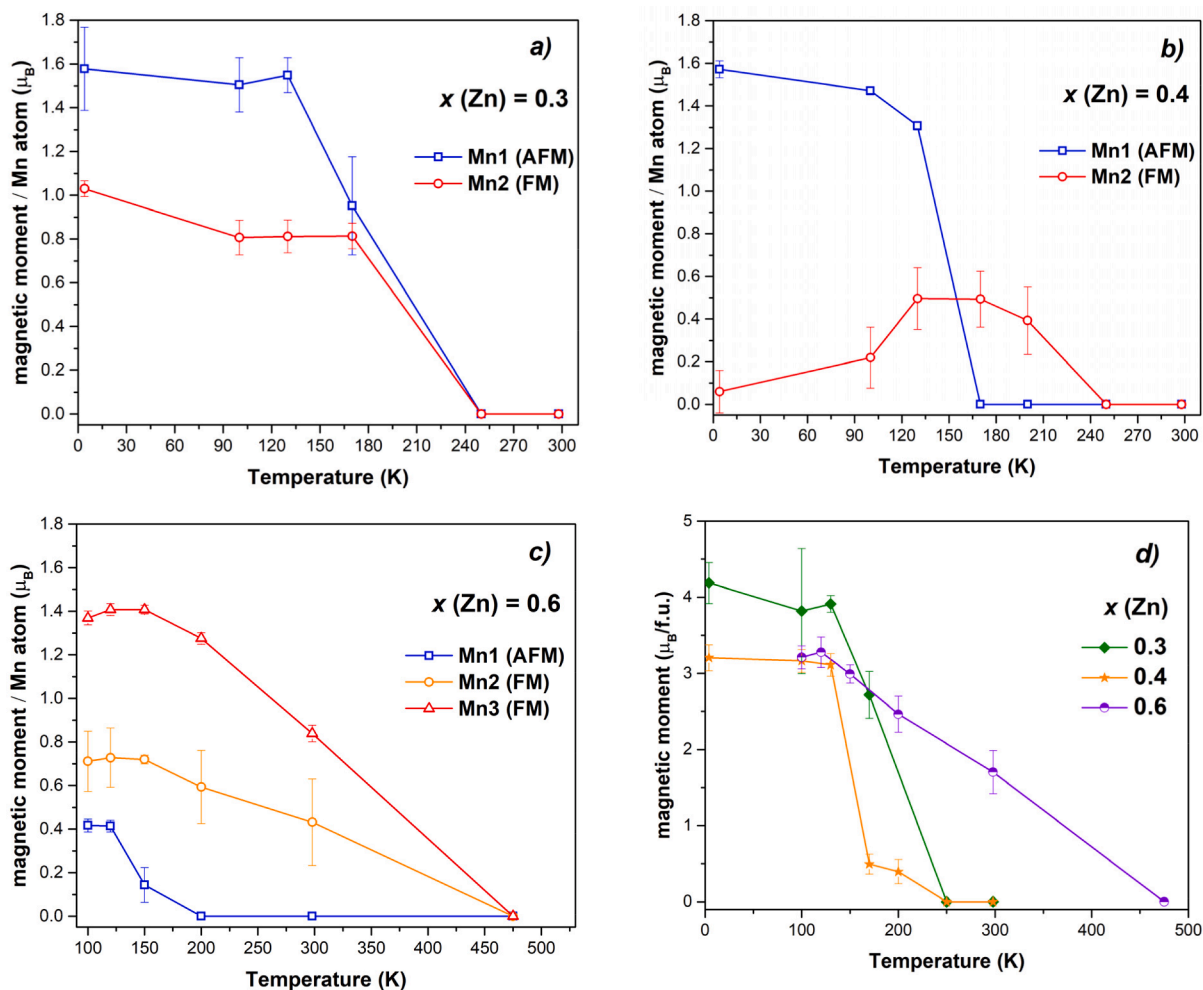 a)
x (Zn) = 0.3
Mn1 (AFM)
Mn2 (FM)
magnetic moment / Mn atom (μB)
1.8
1.6
1.4
1.2
1.0
0.8
0.6
0.4
0.2
0.0
0 30 60 90 120 150 180 210 240 270 300
Temperature (K)
b)
x (Zn) = 0.4
Mn1 (AFM)
Mn2 (FM)
magnetic moment / Mn atom (μB)
1.8
1.6
1.4
1.2
1.0
0.8
0.6
0.4
0.2
0.0
0 30 60 90 120 150 180 210 240 270 300
Temperature (K)
c)
x (Zn) = 0.6
Mn1 (AFM)
Mn2 (FM)
Mn3 (FM)
magnetic moment / Mn atom (μB)
1.8
1.6
1.4
1.2
1.0
0.8
0.6
0.4
0.2
0.0
100 150 200 250 300 350 400 450 500
Temperature (K)
d)
x (Zn)
0.3
0.4
0.6
magnetic moment (μB/f.u.)
5
4
3
2
1
0
0 100 200 300 400 500
Temperature (K)